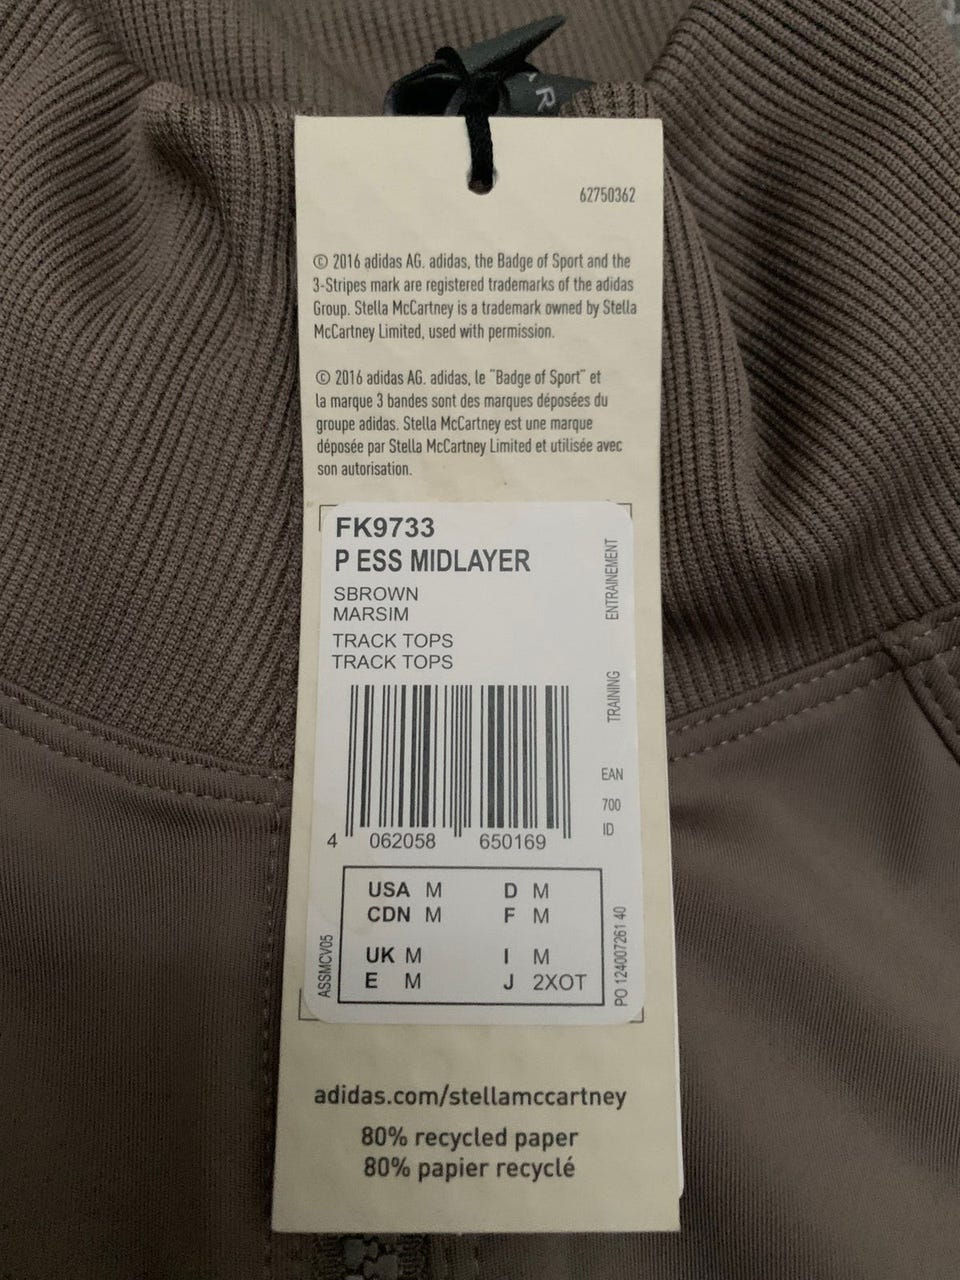 R
62750362
© 2016 adidas AG. adidas, the Badge of Sport and the
3-Stripes mark are registered trademarks of the adidas
Group. Stella McCartney is a trademark owned by Stella
McCartney Limited, used with permission.
© 2016 adidas AG. adidas, le "Badge of Sport" et
la marque 3 bandes sont des marques déposées du
groupe adidas. Stella McCartney est une marque
déposée par Stella McCartney Limited et utilisée avec
son autorisation.
FK9733
P ESS MIDLAYER
SBROWN
MARSIM
TRACK TOPS
TRACK TOPS
ENTRAINEMENT
TRAINING
EAN
700
ID
4 062058 650169
USA M D M
CDN M F M
UK M I M
E M J 2XOT
ASSMCV05
PO 124007261 40
adidas.com/stellamccartney
80% recycled paper
80% papier recyclé